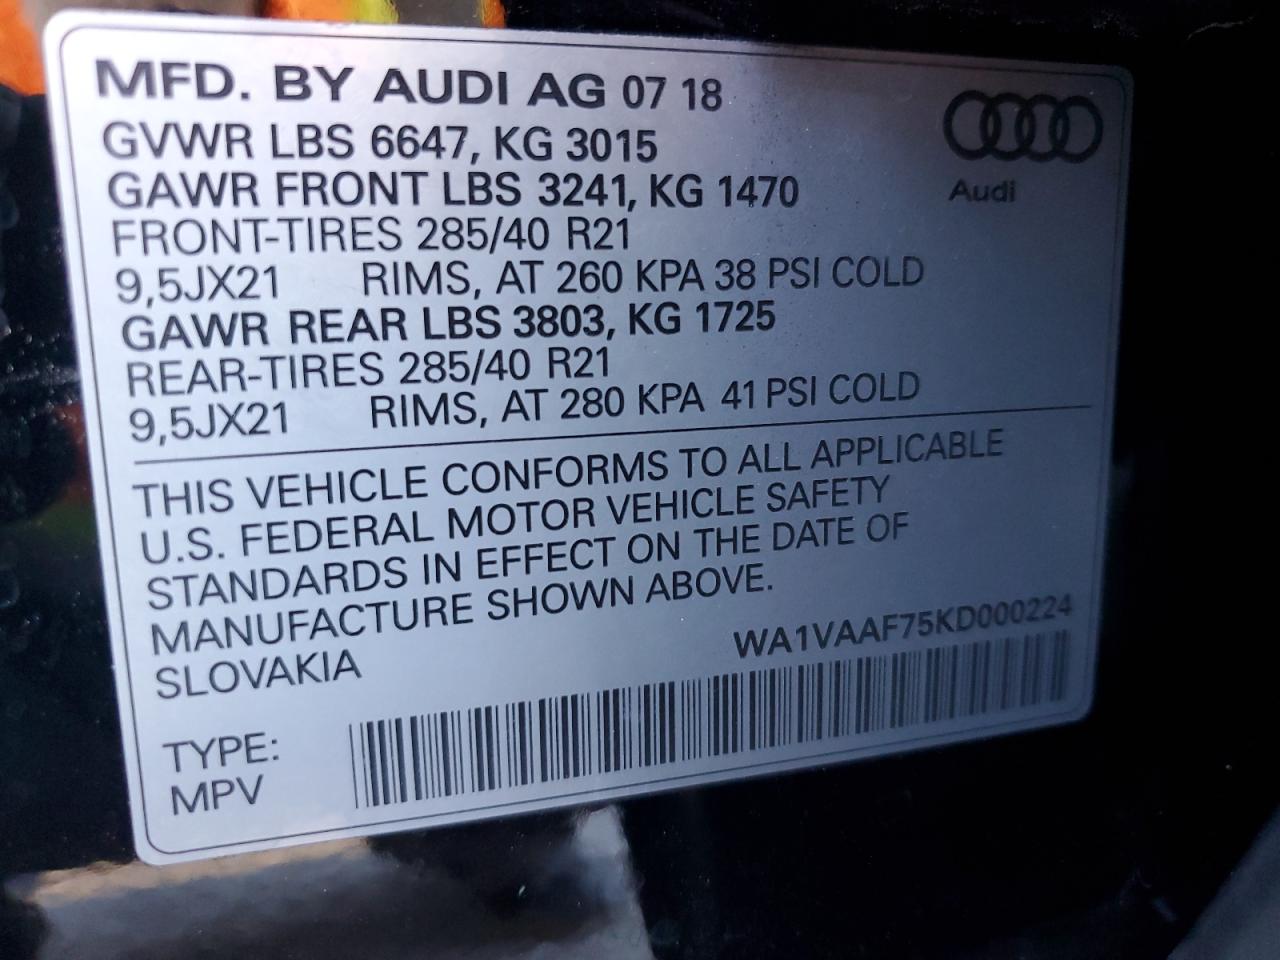 MFD. BY AUDI AG 07 18
Audi
GVWR LBS 6647, KG 3015
GAWR FRONT LBS 3241, KG 1470
FRONT-TIRES 285/40 R21
9,5JX21 RIMS, AT 260 KPA 38 PSI COLD
GAWR REAR LBS 3803, KG 1725
REAR-TIRES 285/40 R21
9,5JX21 RIMS, AT 280 KPA 41 PSI COLD
THIS VEHICLE CONFORMS TO ALL APPLICABLE
U.S. FEDERAL MOTOR VEHICLE SAFETY
STANDARDS IN EFFECT ON THE DATE OF
MANUFACTURE SHOWN ABOVE.
SLOVAKIA
WA1VAAF75KD000224
TYPE:
MPV